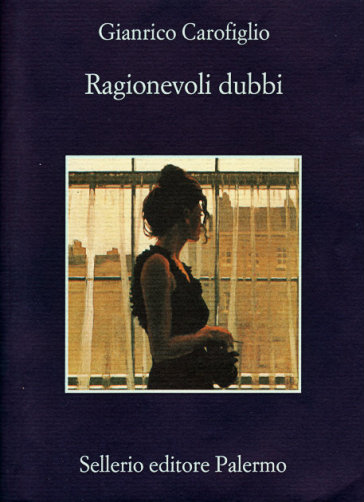 Gianrico Carofiglio
Ragionevoli dubbi
Sellerio editore Palermo